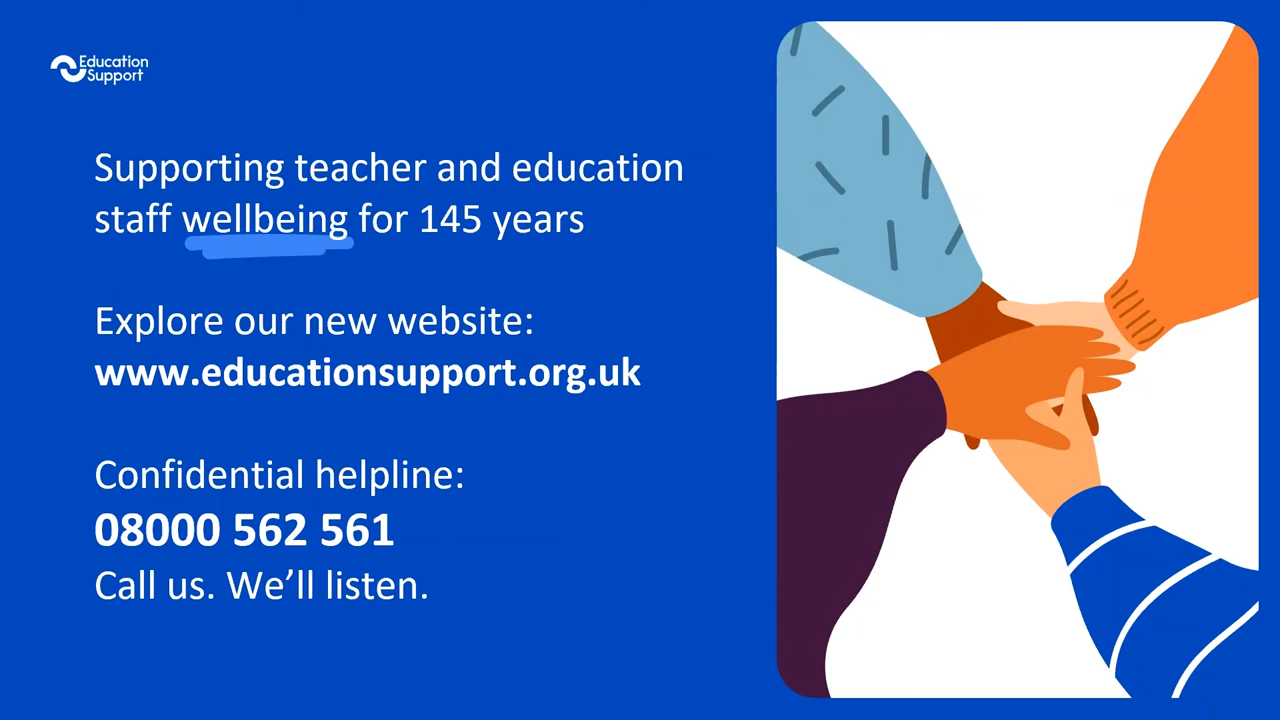 Education
Support
Supporting teacher and education
staff wellbeing for 145 years
Explore our new website:
www.educationsupport.org.uk
Confidential helpline:
08000 562 561
Call us. We’ll listen.